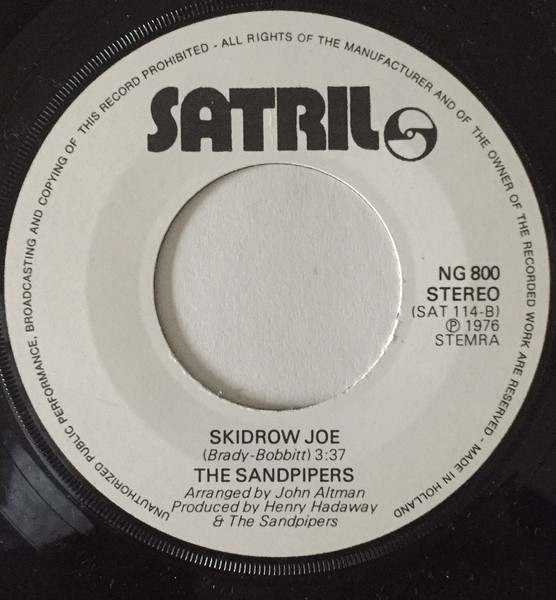 UNAUTHORIZED PUBLIC PERFORMANCE, BROADCASTING AND COPYING OF THIS RECORD PROHIBITED - ALL RIGHTS OF THE MANUFACTURER AND OF THE OWNER OF THE RECORDED WORK ARE RESERVED - MADE IN HOLLAND
SATRIL
NG 800
STEREO
(SAT 114-B)
℗ 1976
STEMRA
SKIDROW JOE
(Brady-Bobbitt) 3:37
THE SANDPIPERS
Arranged by John Altman
Produced by Henry Hadaway
& The Sandpipers